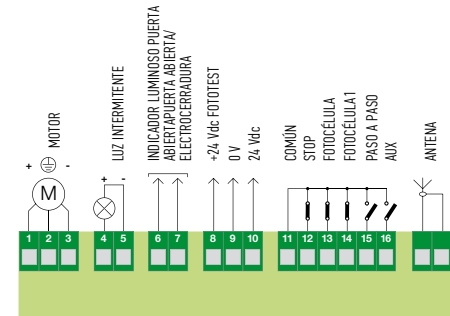 MOTOR
LUZ INTERMITENTE
INDICADOR LUMINOSO PUERTA
ABIERTAPUERTA ABIERTA/
ELECTROCERRADURA
+24 Vdc FOTOTEST
0 V
24 Vdc
COMÚN
STOP
FOTOCÉLULA
FOTOCÉLULA1
PASO A PASO
AUX
ANTENA
+ -
M
+ -
1 2 3 4 5 6 7 8 9 10 11 12 13 14 15 16